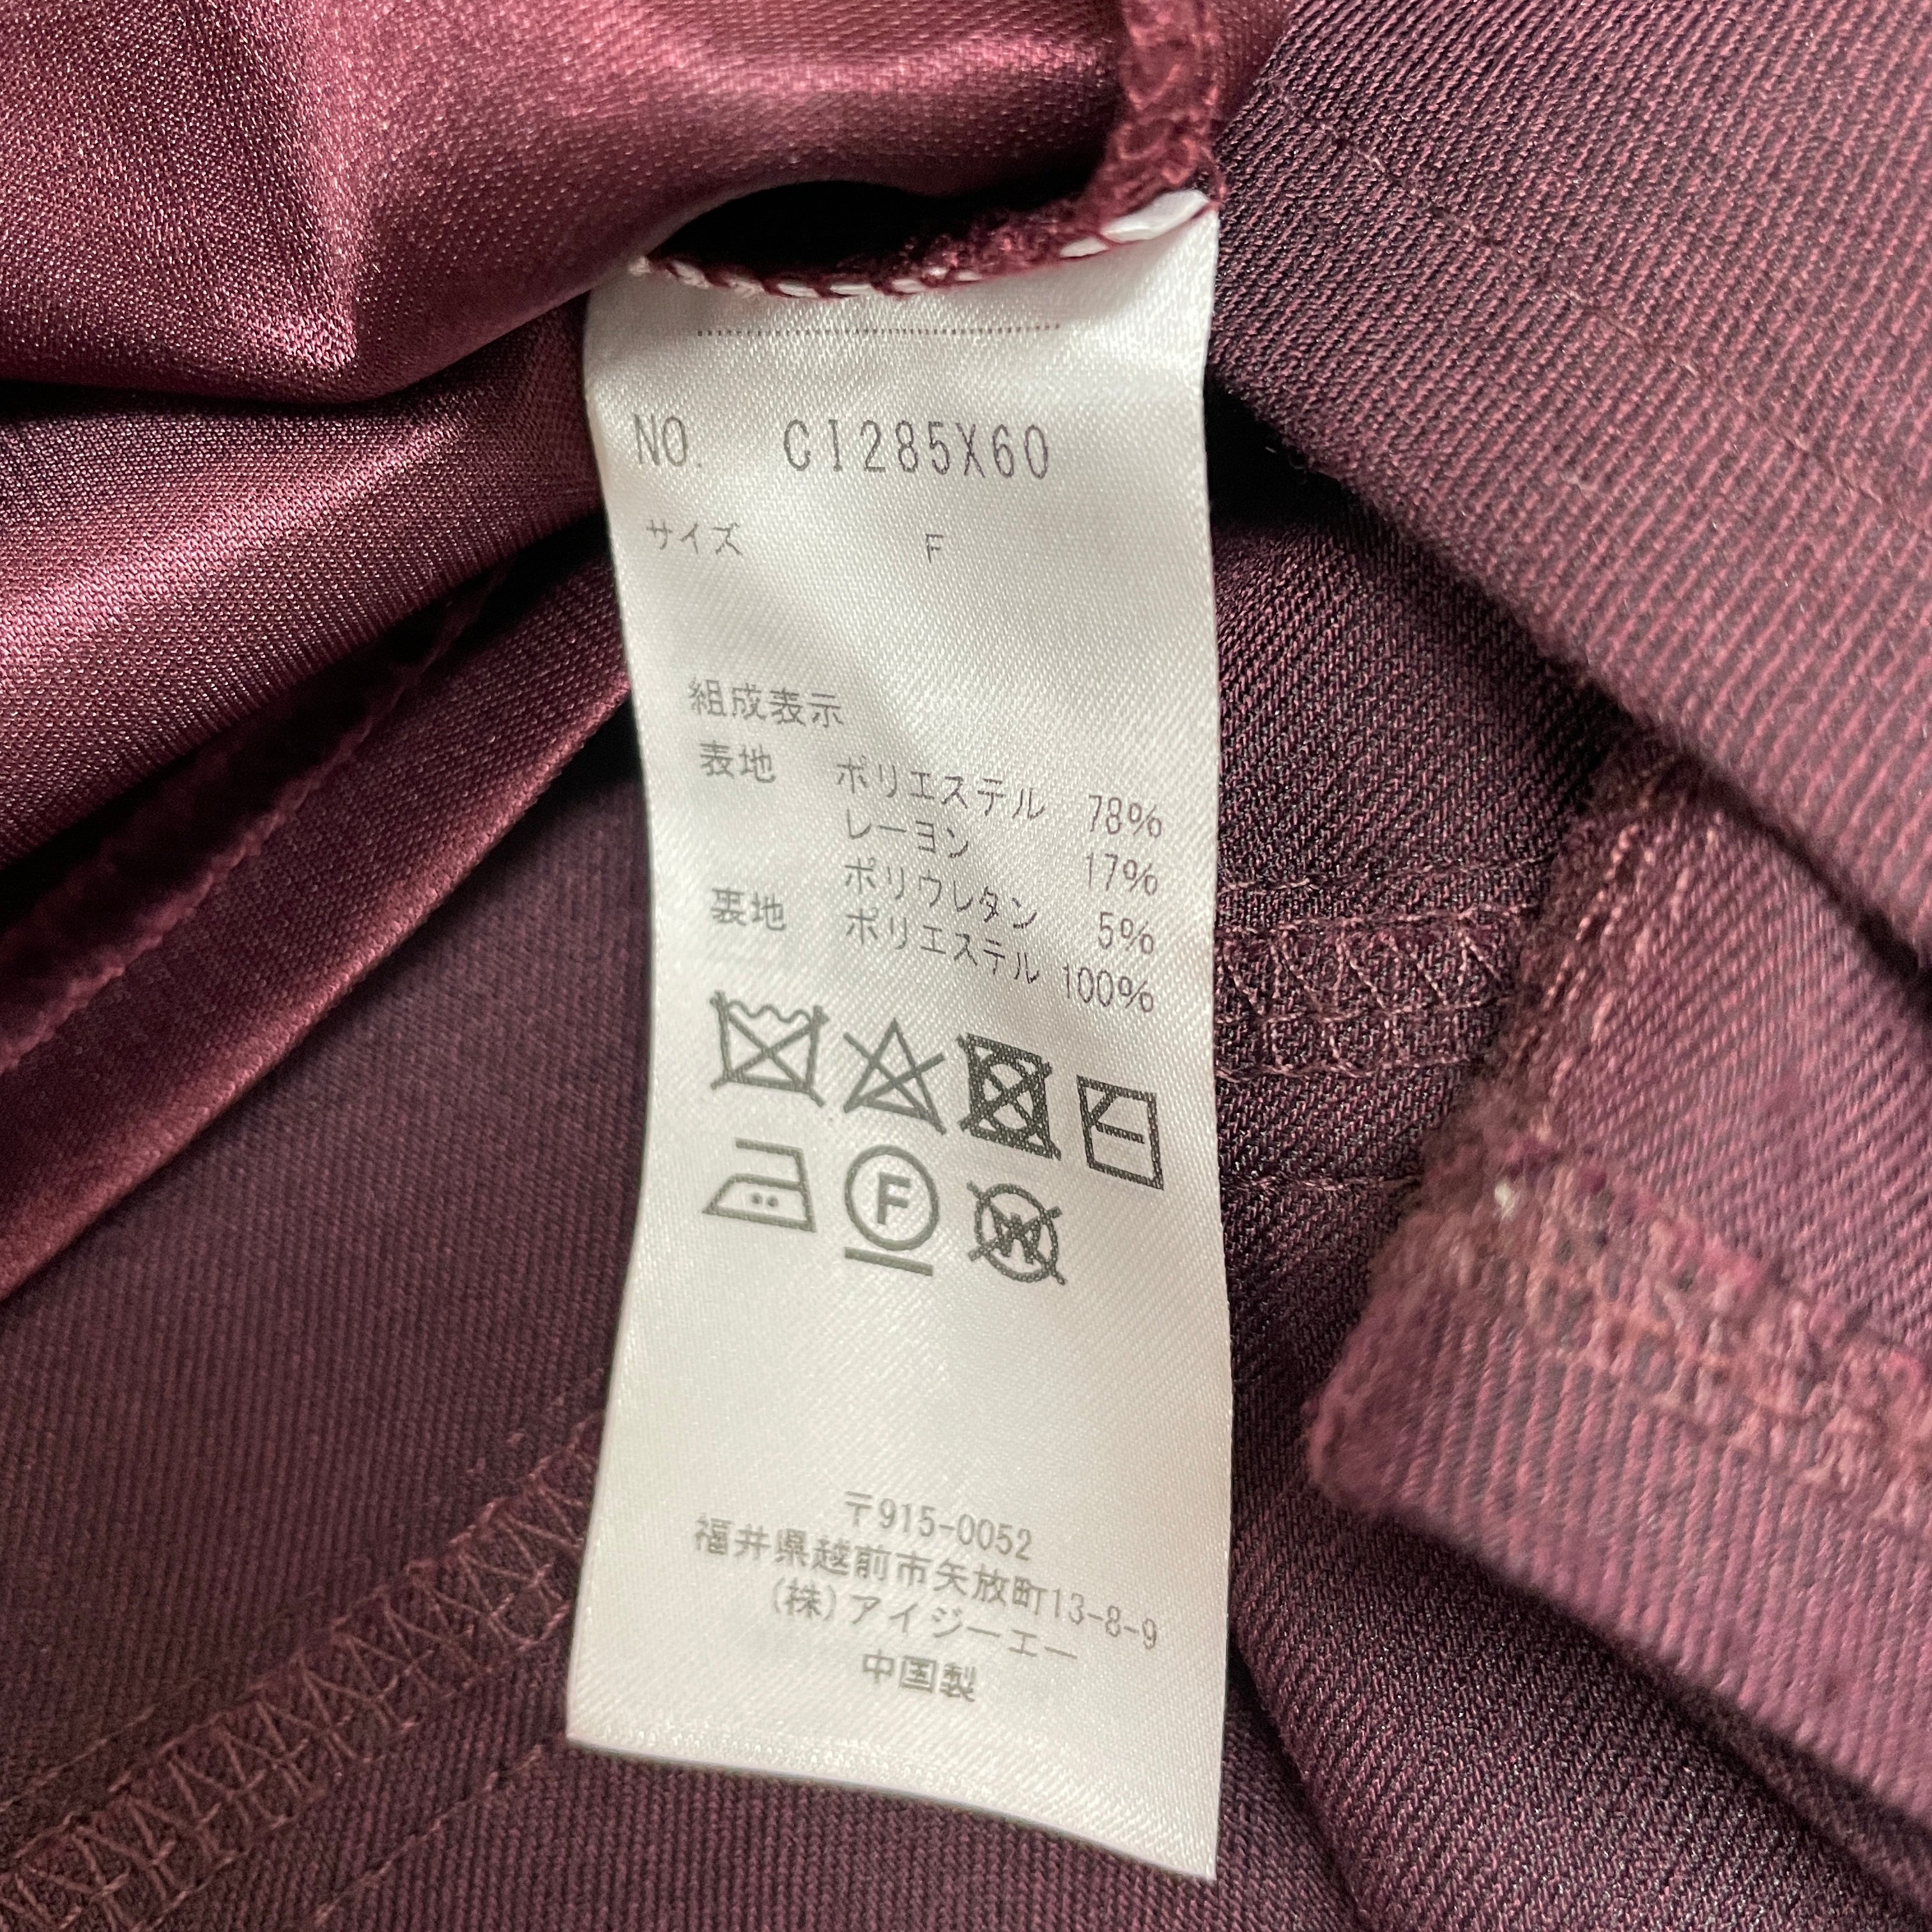 NO. CI285X60
サイズ F
組成表示
表地 ポリエステル 78%
レーヨン 17%
ポリウレタン 5%
裏地 ポリエステル 100%
F W
〒915-0052
福井県越前市矢放町13-8-9
(株)アイジーエー
中国製